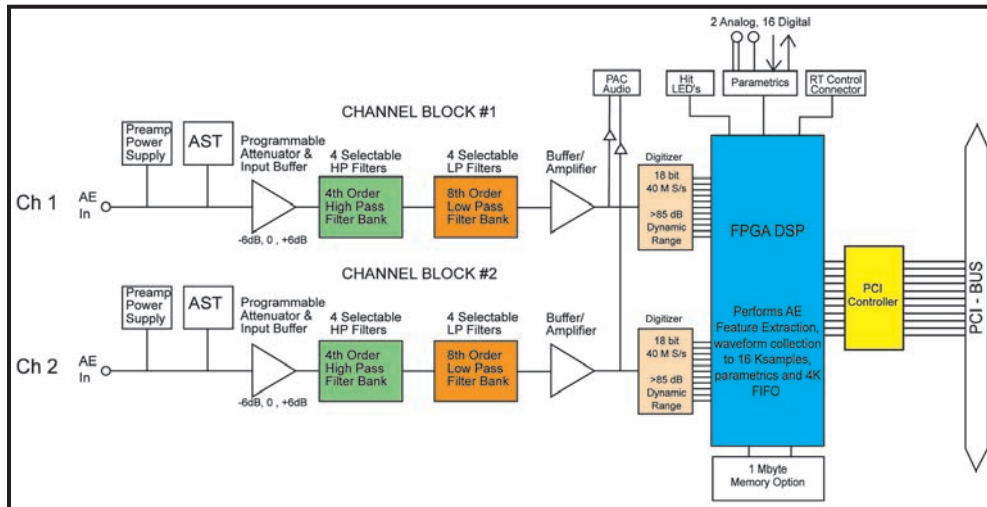 2 Analog, 16 Digital
PAC
Audio
Hit
LED's
Parametrics
RT Control
Connector
CHANNEL BLOCK #1
Preamp
Power
Supply
AST
Programmable
Attenuator &
Input Buffer
4 Selectable
HP Filters
4 Selectable
LP Filters
Buffer/
Amplifier
Digitizer
Ch 1
AE
In
4th Order
High Pass
Filter Bank
8th Order
Low Pass
Filter Bank
18 bit
40 M S/s
>85 dB
Dynamic
Range
-6dB, 0 , +6dB
FPGA DSP
CHANNEL BLOCK #2
Preamp
Power
Supply
AST
Programmable
Attenuator &
Input Buffer
4 Selectable
HP Filters
4 Selectable
LP Filters
Buffer/
Amplifier
Digitizer
Ch 2
AE
In
4th Order
High Pass
Filter Bank
8th Order
Low Pass
Filter Bank
18 bit
40 M S/s
>85 dB
Dynamic
Range
-6dB, 0 , +6dB
Performs AE
Feature Extraction,
waveform collection
to 16 Ksamples,
parametrics and 4K
FIFO
PCI
Controller
PCI - BUS
1 Mbyte
Memory Option